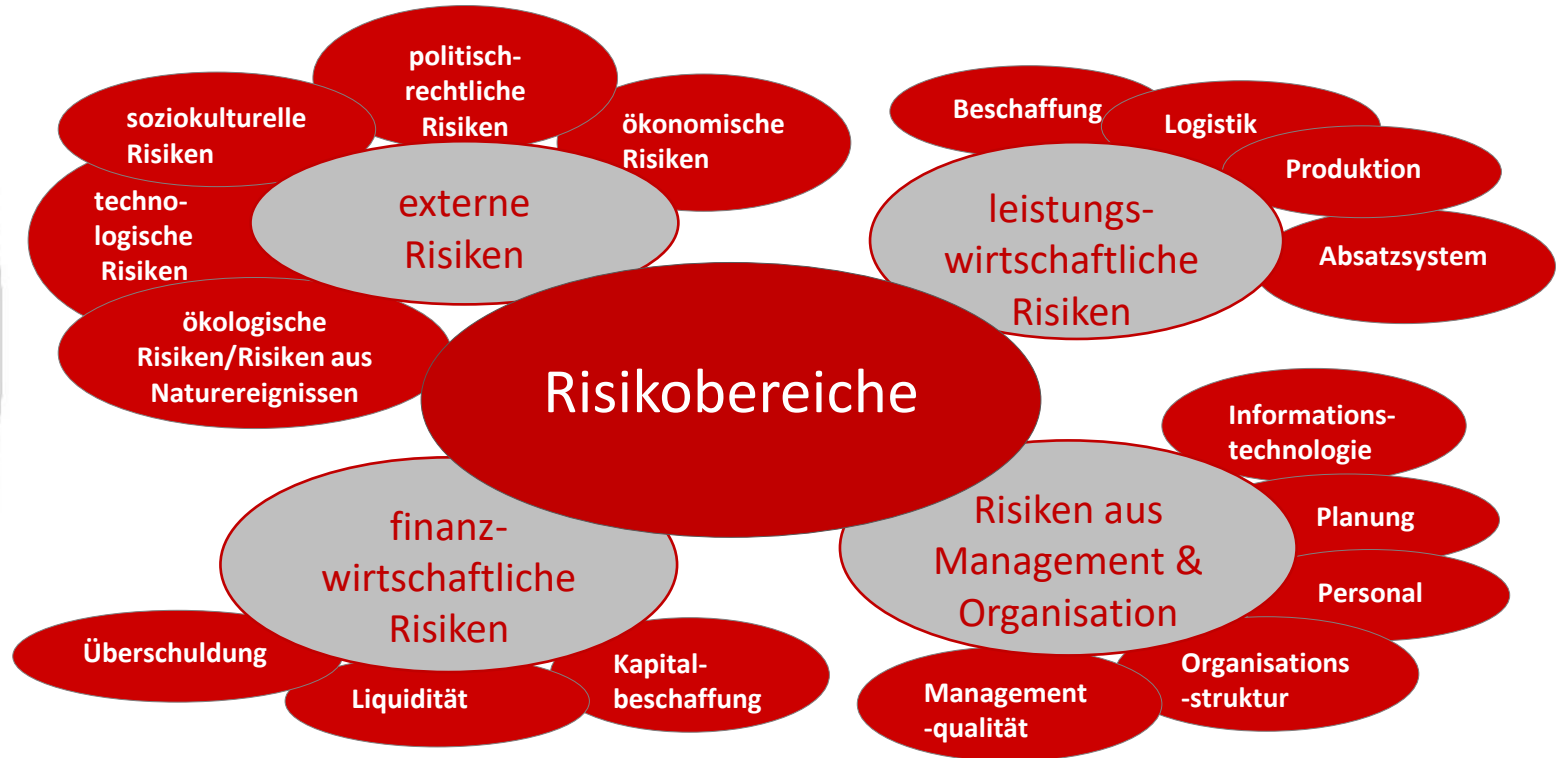 politisch-
rechtliche
Risiken
soziokulturelle
Risiken
ökonomische
Risiken
techno-
logische
Risiken
externe
Risiken
ökologische
Risiken/Risiken aus
Naturereignissen
Beschaffung
Logistik
Produktion
Absatzsystem
leistungs-
wirtschaftliche
Risiken
Risikobereiche
finanz-
wirtschaftliche
Risiken
Überschuldung
Liquidität
Kapital-
beschaffung
Risiken aus
Management &
Organisation
Informations-
technologie
Planung
Personal
Organisations
-struktur
Management
-qualität